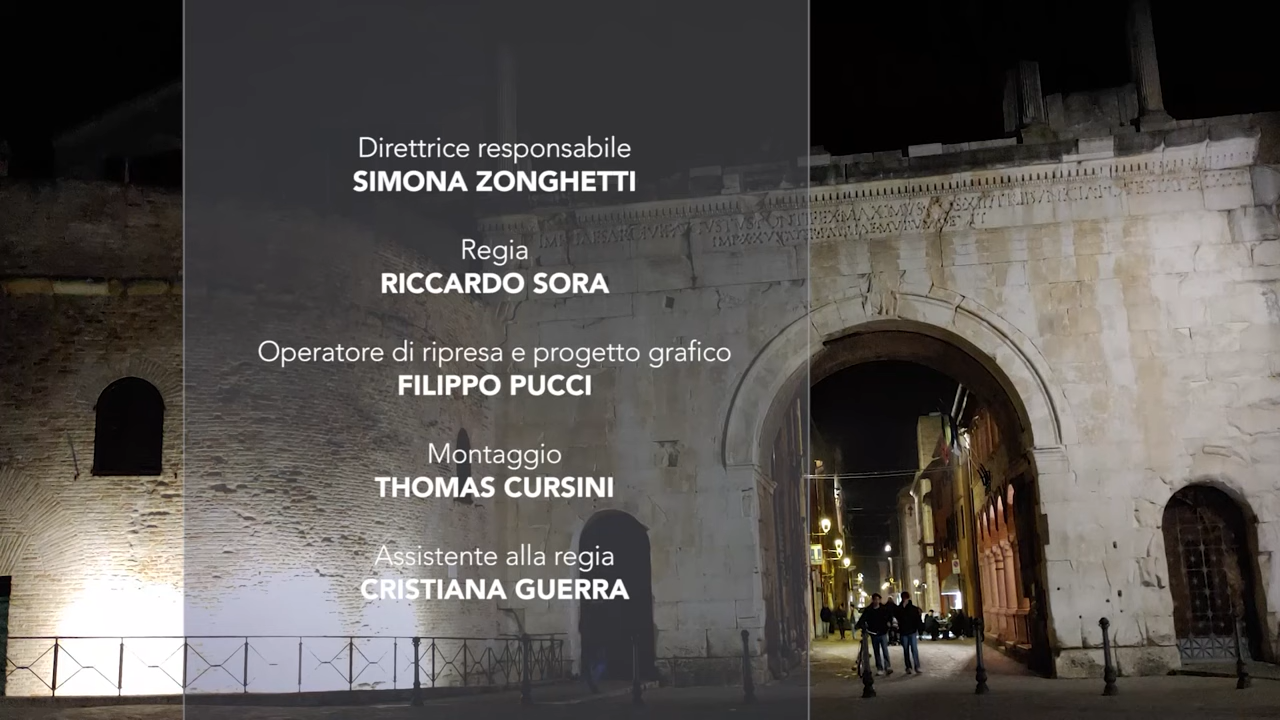 Direttrice responsabile
SIMONA ZONGHETTI
Regia
RICCARDO SORA
Operatore di ripresa e progetto grafico
FILIPPO PUCCI
Montaggio
THOMAS CURSINI
Assistente alla regia
CRISTIANA GUERRA